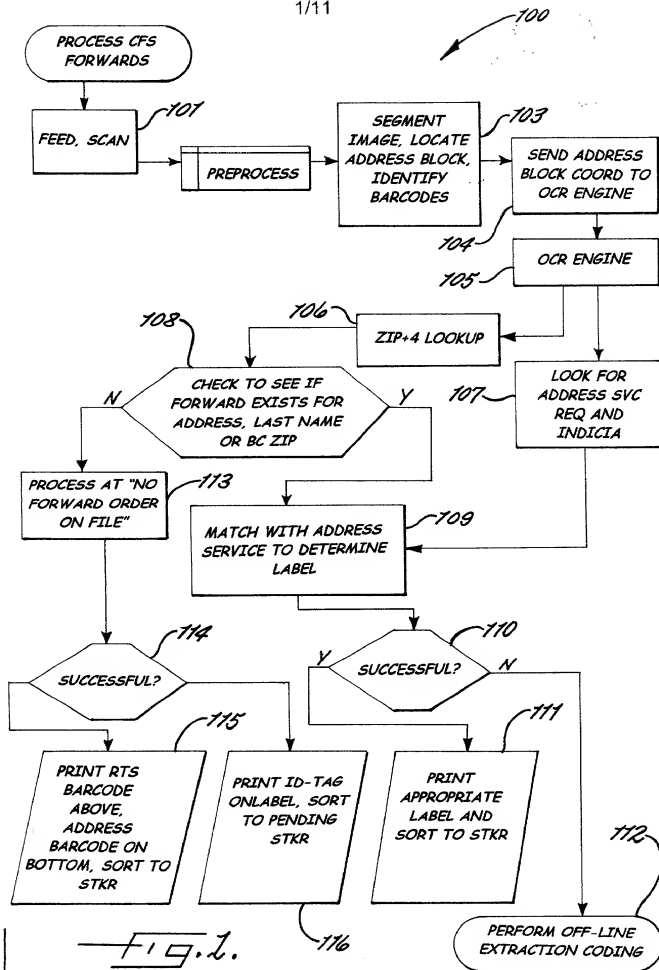 1/11
100
PROCESS CFS
FORWARDS
101
FEED, SCAN
PREPROCESS
103
SEGMENT
IMAGE, LOCATE
ADDRESS BLOCK,
IDENTIFY
BARCODES
SEND ADDRESS
BLOCK COORD TO
OCR ENGINE
104
OCR ENGINE
105
106
ZIP+4 LOOKUP
108
CHECK TO SEE IF
FORWARD EXISTS FOR
ADDRESS, LAST NAME
OR BC ZIP
N
Y
107
LOOK FOR
ADDRESS SVC
REQ AND
INDICIA
PROCESS AT "NO
FORWARD ORDER
ON FILE"
113
MATCH WITH ADDRESS
SERVICE TO DETERMINE
LABEL
109
114
SUCCESSFUL?
110
Y
SUCCESSFUL?
N
115
PRINT RTS
BARCODE
ABOVE,
ADDRESS
BARCODE ON
BOTTOM, SORT TO
STKR
PRINT ID-TAG
ONLABEL, SORT
TO PENDING
STKR
116
111
PRINT
APPROPRIATE
LABEL AND
SORT TO STKR
112
PERFORM OFF-LINE
EXTRACTION CODING
Fig.1.